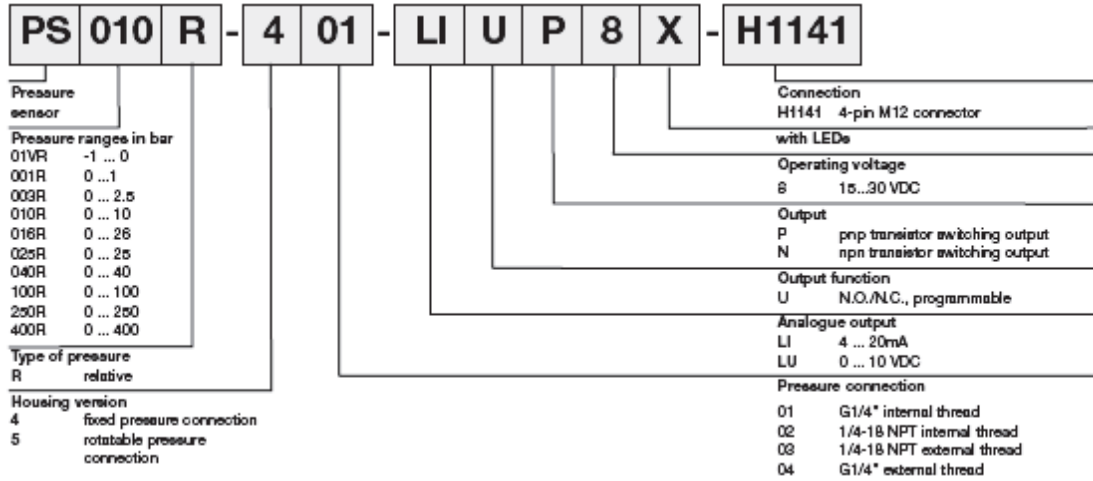 PS 010 R - 4 01 - LI U P 8 X - H1141
Pressure
sensor
Pressure ranges in bar
01VR -1 ... 0
001R 0 ...1
003R 0 ... 2.5
010R 0 ... 10
016R 0 ... 26
025R 0 ... 25
040R 0 ... 40
100R 0 ... 100
250R 0 ... 250
400R 0 ... 400
Type of pressure
R relative
Housing version
4 fixed pressure connection
5 rotatable pressure
connection
Connection
H1141 4-pin M12 connector
with LEDs
Operating voltage
8 15...30 VDC
Output
P pnp transistor switching output
N npn transistor switching output
Output function
U N.O./N.C., programmable
Analogue output
LI 4 ... 20mA
LU 0 ... 10 VDC
Pressure connection
01 G1/4" internal thread
02 1/4-18 NPT internal thread
03 1/4-18 NPT external thread
04 G1/4" external thread